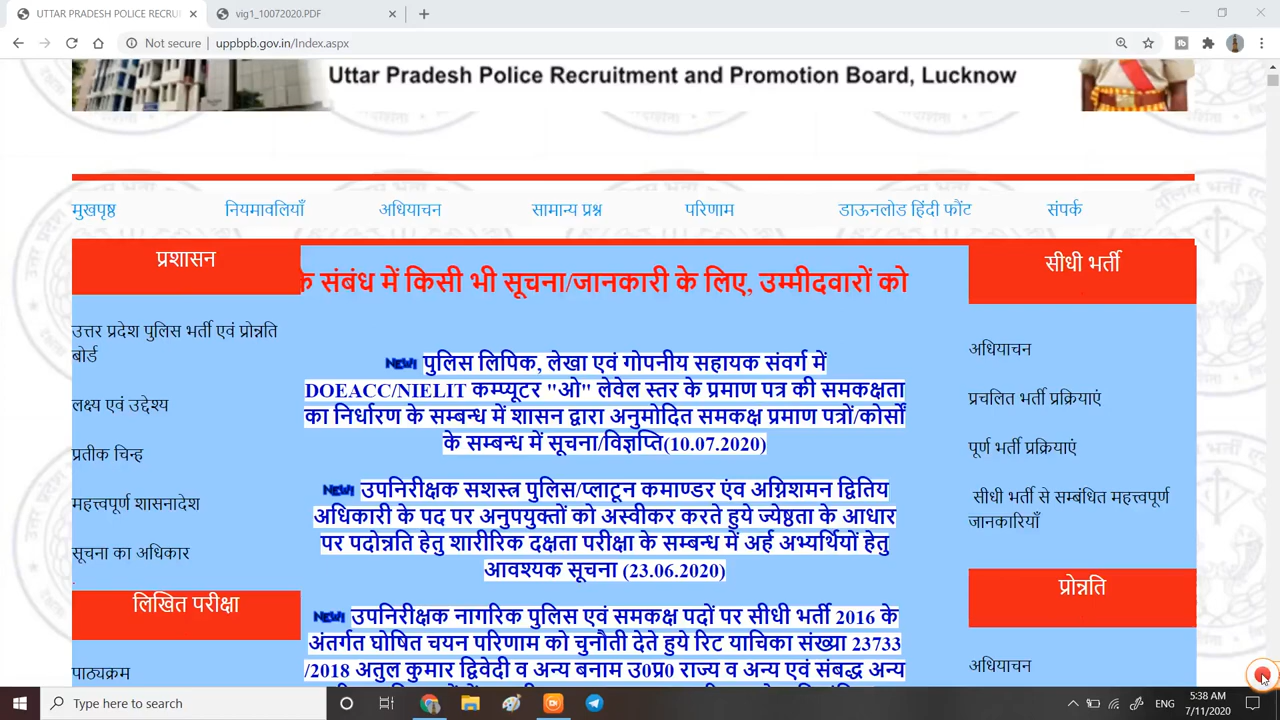 UTTAR PRADESH POLICE RECRU
vig1_10072020.PDF
Not secure
uppbpb.gov.in/Index.aspx
Uttar Pradesh Police Recruitment and Promotion Board, Lucknow
मुखपृष्ठ नियमावलियाँ अधियाचन सामान्य प्रश्न परिणाम डाऊनलोड हिंदी फौंट संपर्क
प्रशासन
उत्तर प्रदेश पुलिस भर्ती एवं प्रोन्नति
बोर्ड
लक्ष्य एवं उद्देश्य
प्रतीक चिन्ह
महत्त्वपूर्ण शासनादेश
सूचना का अधिकार
लिखित परीक्षा
पाठ्यक्रम
के संबंध में किसी भी सूचना/जानकारी के लिए, उम्मीदवारों को
NEW! पुलिस लिपिक, लेखा एवं गोपनीय सहायक संवर्ग में
DOEACC/NIELIT कम्प्यूटर "ओ" लेवेल स्तर के प्रमाण पत्र की समकक्षता
का निर्धारण के सम्बन्ध में शासन द्वारा अनुमोदित समकक्ष प्रमाण पत्रों/कोर्सों
के सम्बन्ध में सूचना/विज्ञप्ति(10.07.2020)
NEW! उपनिरीक्षक सशस्त्र पुलिस/प्लाटून कमाण्डर एंव अग्निशमन द्वितिय
अधिकारी के पद पर अनुपयुक्तों को अस्वीकार करते हुये ज्येष्ठता के आधार
पर पदोन्नति हेतु शारीरिक दक्षता परीक्षा के सम्बन्ध में अर्ह अभ्यर्थियों हेतु
आवश्यक सूचना (23.06.2020)
NEW! उपनिरीक्षक नागरिक पुलिस एवं समकक्ष पदों पर सीधी भर्ती 2016 के
अंतर्गत घोषित चयन परिणाम को चुनौती देते हुये रिट याचिका संख्या 23733
/2018 अतुल कुमार द्विवेदी व अन्य बनाम उ0प्र0 राज्य व अन्य एवं संबद्ध अन्य
सीधी भर्ती
अधियाचन
प्रचलित भर्ती प्रक्रियाएं
पूर्ण भर्ती प्रक्रियाएं
सीधी भर्ती से सम्बंधित महत्त्वपूर्ण
जानकारियाँ
प्रोन्नति
अधियाचन
Type here to search
ENG
5:38 AM
7/11/2020